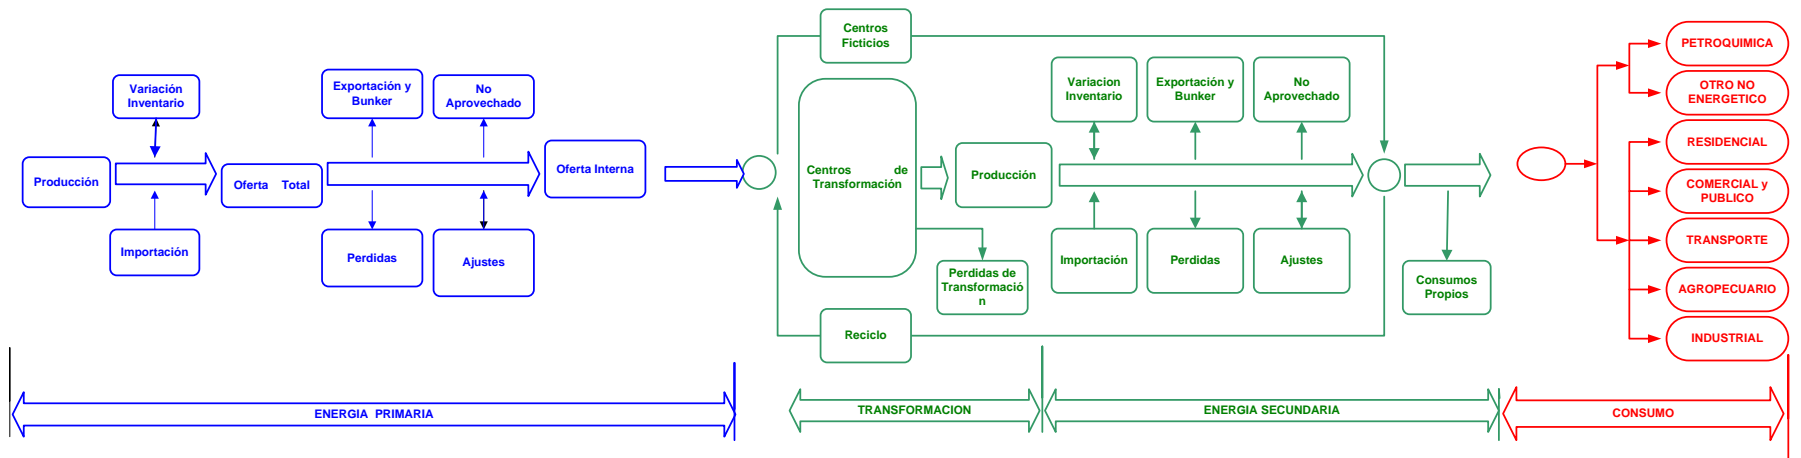 Producción
Variación
Inventario
Importación
Oferta Total
Exportación y
Bunker
Perdidas
No
Aprovechado
Ajustes
Oferta Interna
Centros
Ficticios
Centros de
Transformación
Perdidas de
Transformació
n
Reciclo
Producción
Variacion
Inventario
Importación
Exportación y
Bunker
Perdidas
No
Aprovechado
Ajustes
Consumos
Propios
PETROQUIMICA
OTRO NO
ENERGETICO
RESIDENCIAL
COMERCIAL y
PUBLICO
TRANSPORTE
AGROPECUARIO
INDUSTRIAL
ENERGIA PRIMARIA
TRANSFORMACION
ENERGIA SECUNDARIA
CONSUMO